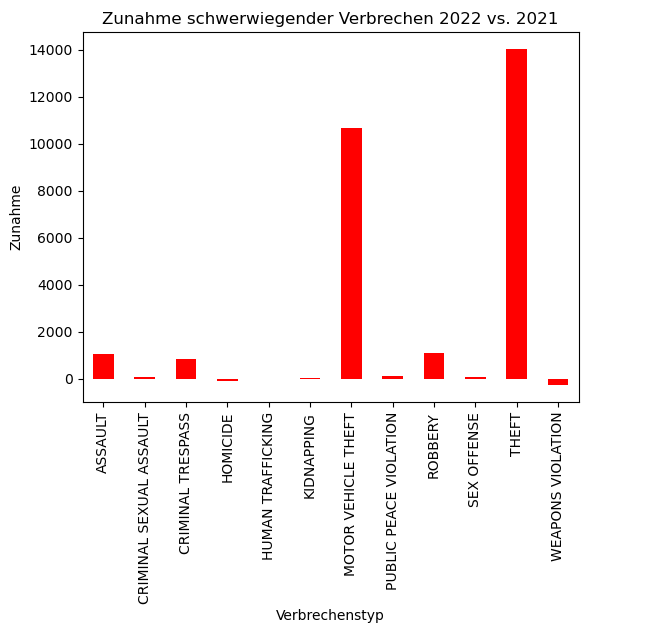 Zunahme schwerwiegender Verbrechen 2022 vs. 2021
Zunahme
14000
12000
10000
8000
6000
4000
2000
0
ASSAULT
CRIMINAL SEXUAL ASSAULT
CRIMINAL TRESPASS
HOMICIDE
HUMAN TRAFFICKING
KIDNAPPING
MOTOR VEHICLE THEFT
PUBLIC PEACE VIOLATION
ROBBERY
SEX OFFENSE
THEFT
WEAPONS VIOLATION
Verbrechenstyp